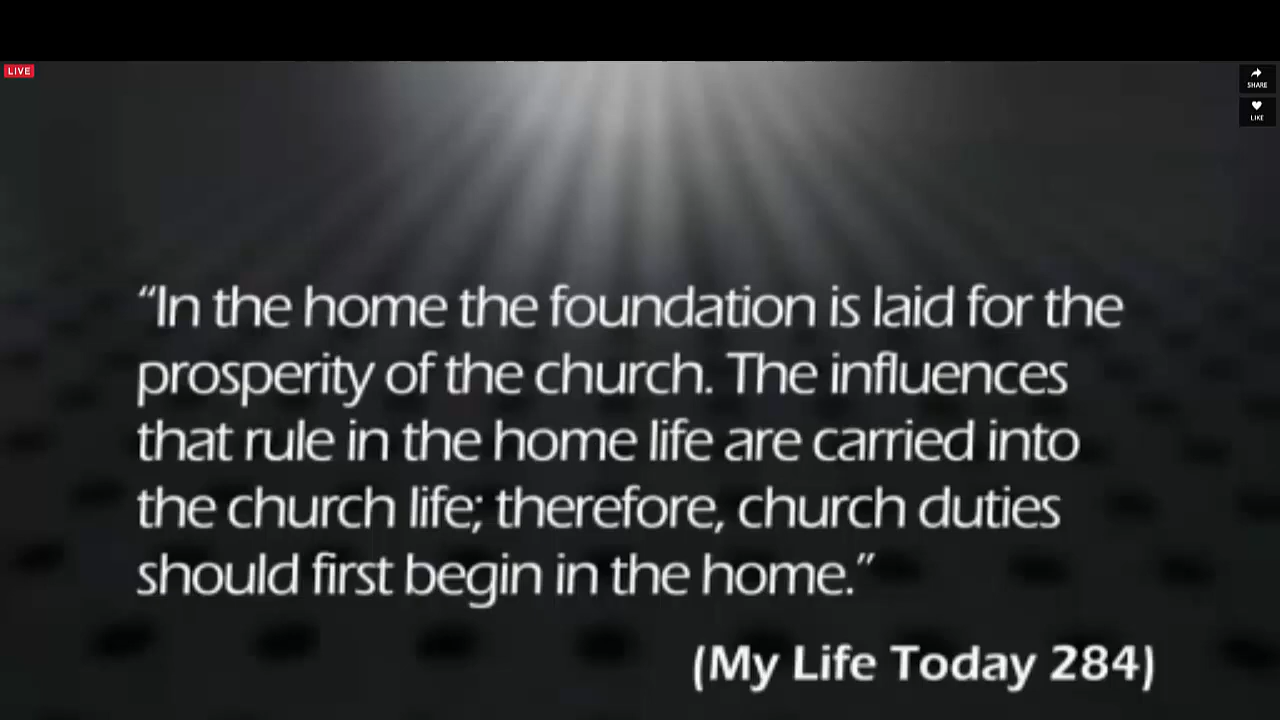 LIVE
SHARE
LIKE
“In the home the foundation is laid for the
prosperity of the church. The influences
that rule in the home life are carried into
the church life; therefore, church duties
should first begin in the home.”
(My Life Today 284)